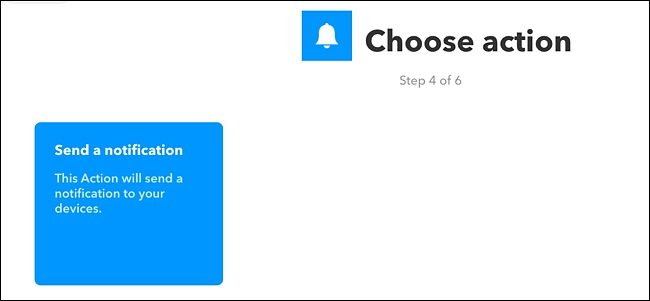 Choose action
Step 4 of 6
Send a notification
This Action will send a
notification to your
devices.